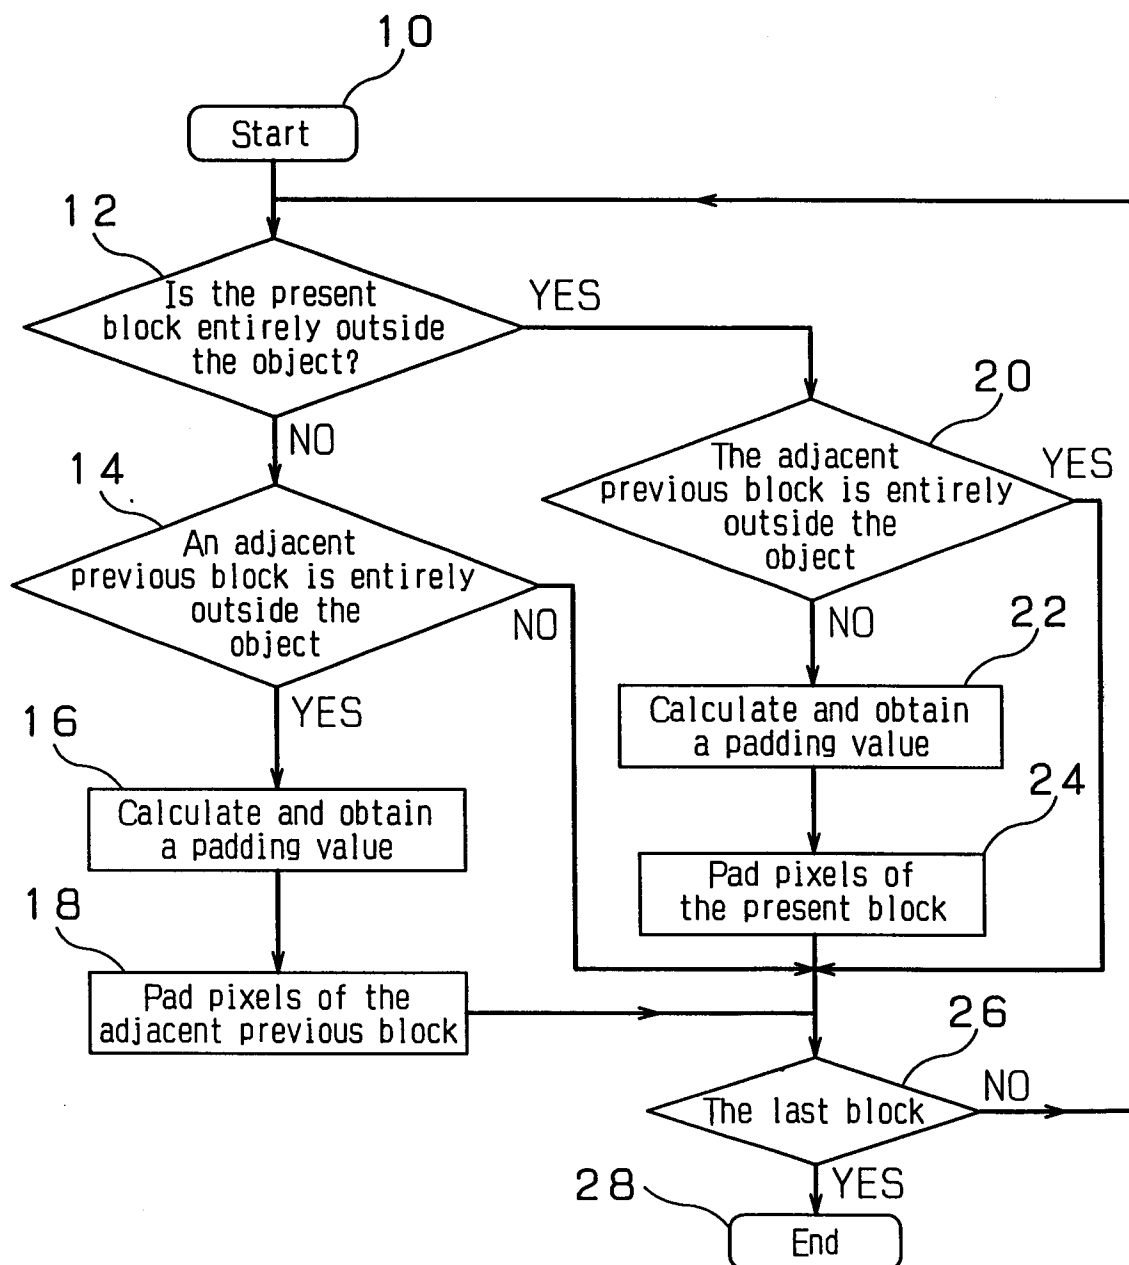 10
Start
12
Is the present
block entirely outside
the object?
YES
NO
20
The adjacent
previous block is entirely
outside the
object
YES
NO
14
An adjacent
previous block is entirely
outside the
object
NO
YES
22
Calculate and obtain
a padding value
16
Calculate and obtain
a padding value
24
Pad pixels of
the present block
18
Pad pixels of the
adjacent previous block
26
The last block
NO
YES
28
End